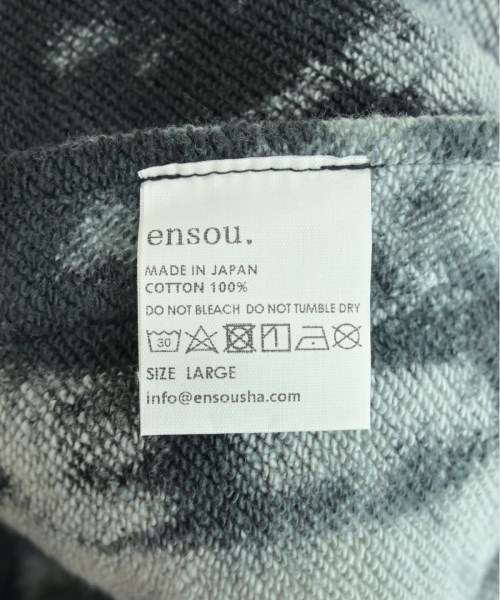 ensou.
MADE IN JAPAN
COTTON 100%
DO NOT BLEACH DO NOT TUMBLE DRY
30
SIZE LARGE
info@ensousha.com